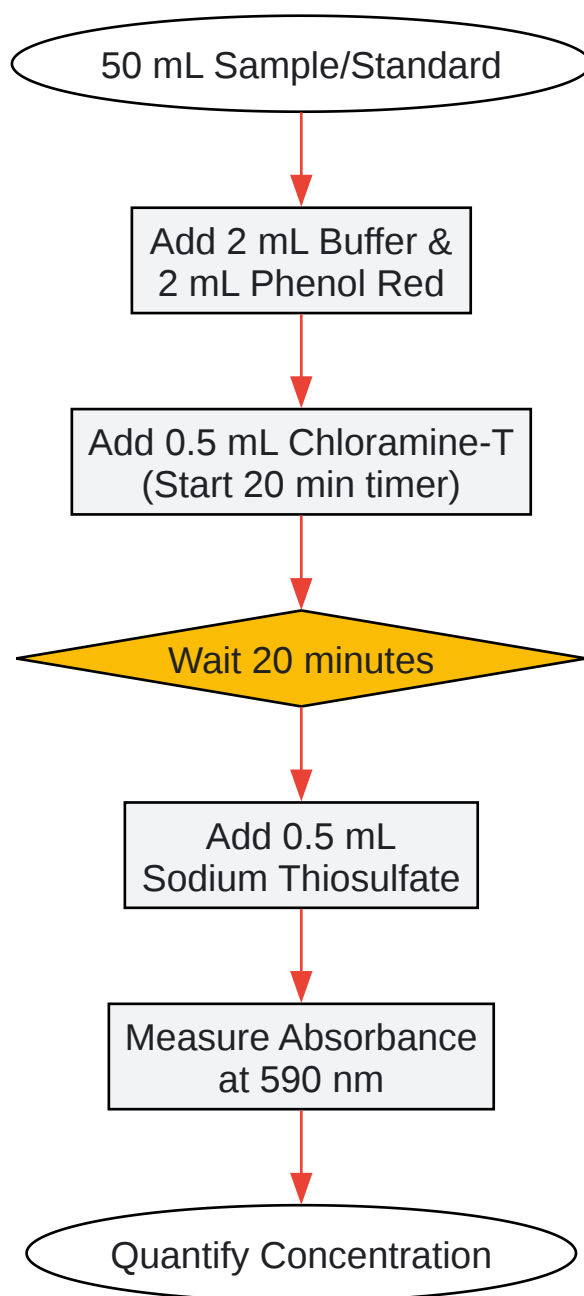 50 mL Sample/Standard
Add 2 mL Buffer &
2 mL Phenol Red
Add 0.5 mL Chloramine-T
(Start 20 min timer)
Wait 20 minutes
Add 0.5 mL
Sodium Thiosulfate
Measure Absorbance
at 590 nm
Quantify Concentration